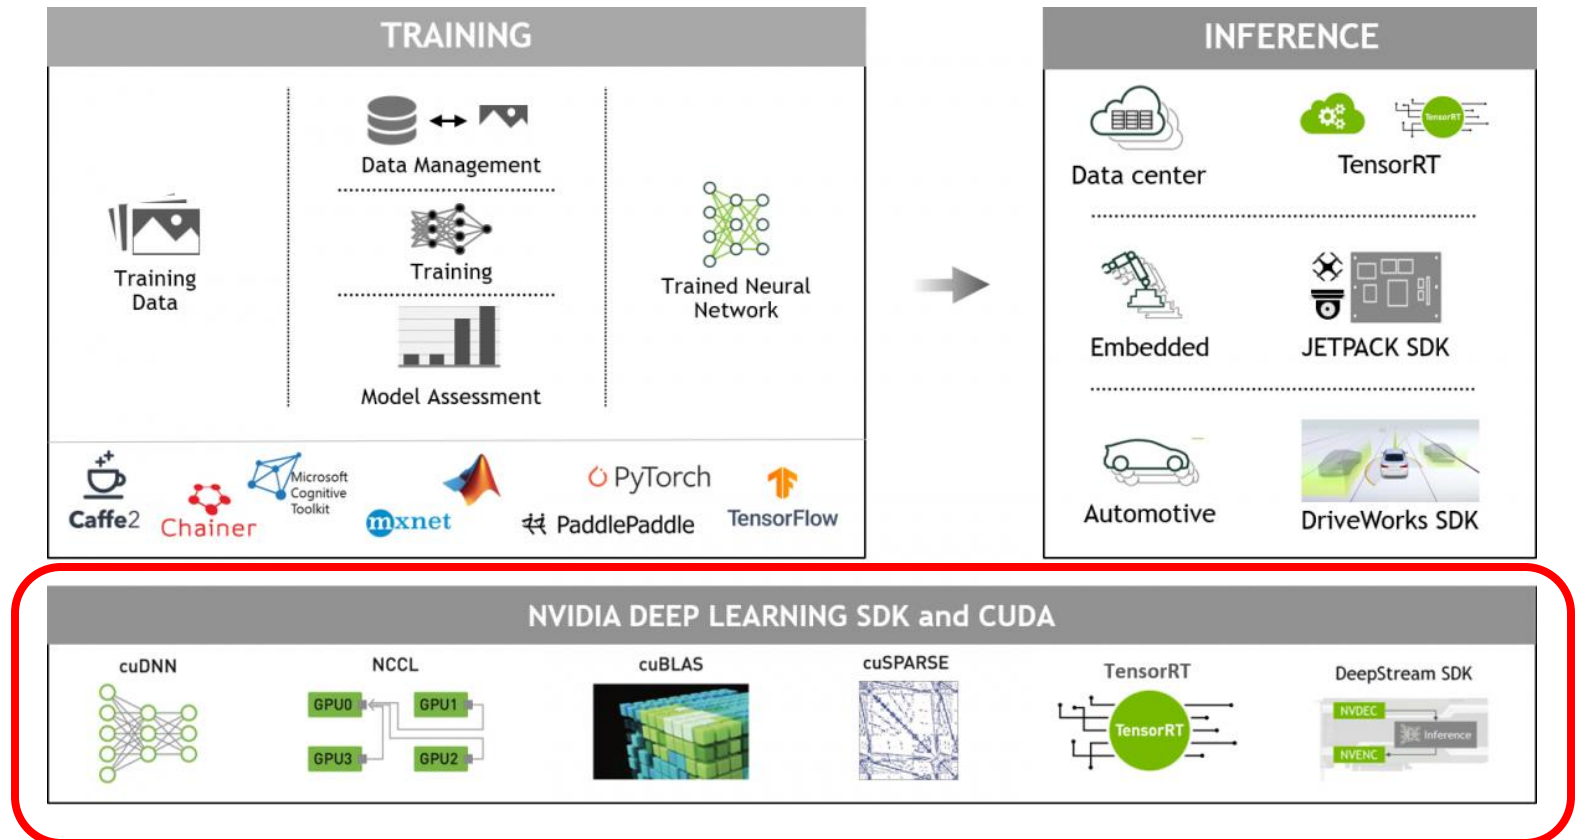 TRAINING
Data Management
Training
Data
Training
Model Assessment
Trained Neural
Network
Caffe2
Chainer
Microsoft
Cognitive
Toolkit
mxnet
PyTorch
PaddlePaddle
TensorFlow
INFERENCE
Data center
TensorRT
TensorRT
Embedded
JETPACK SDK
Automotive
DriveWorks SDK
NVIDIA DEEP LEARNING SDK and CUDA
cuDNN
NCCL
GPU0
GPU1
GPU3
GPU2
cuBLAS
cuSPARSE
TensorRT
TensorRT
DeepStream SDK
NVDEC
Inference
NVENC